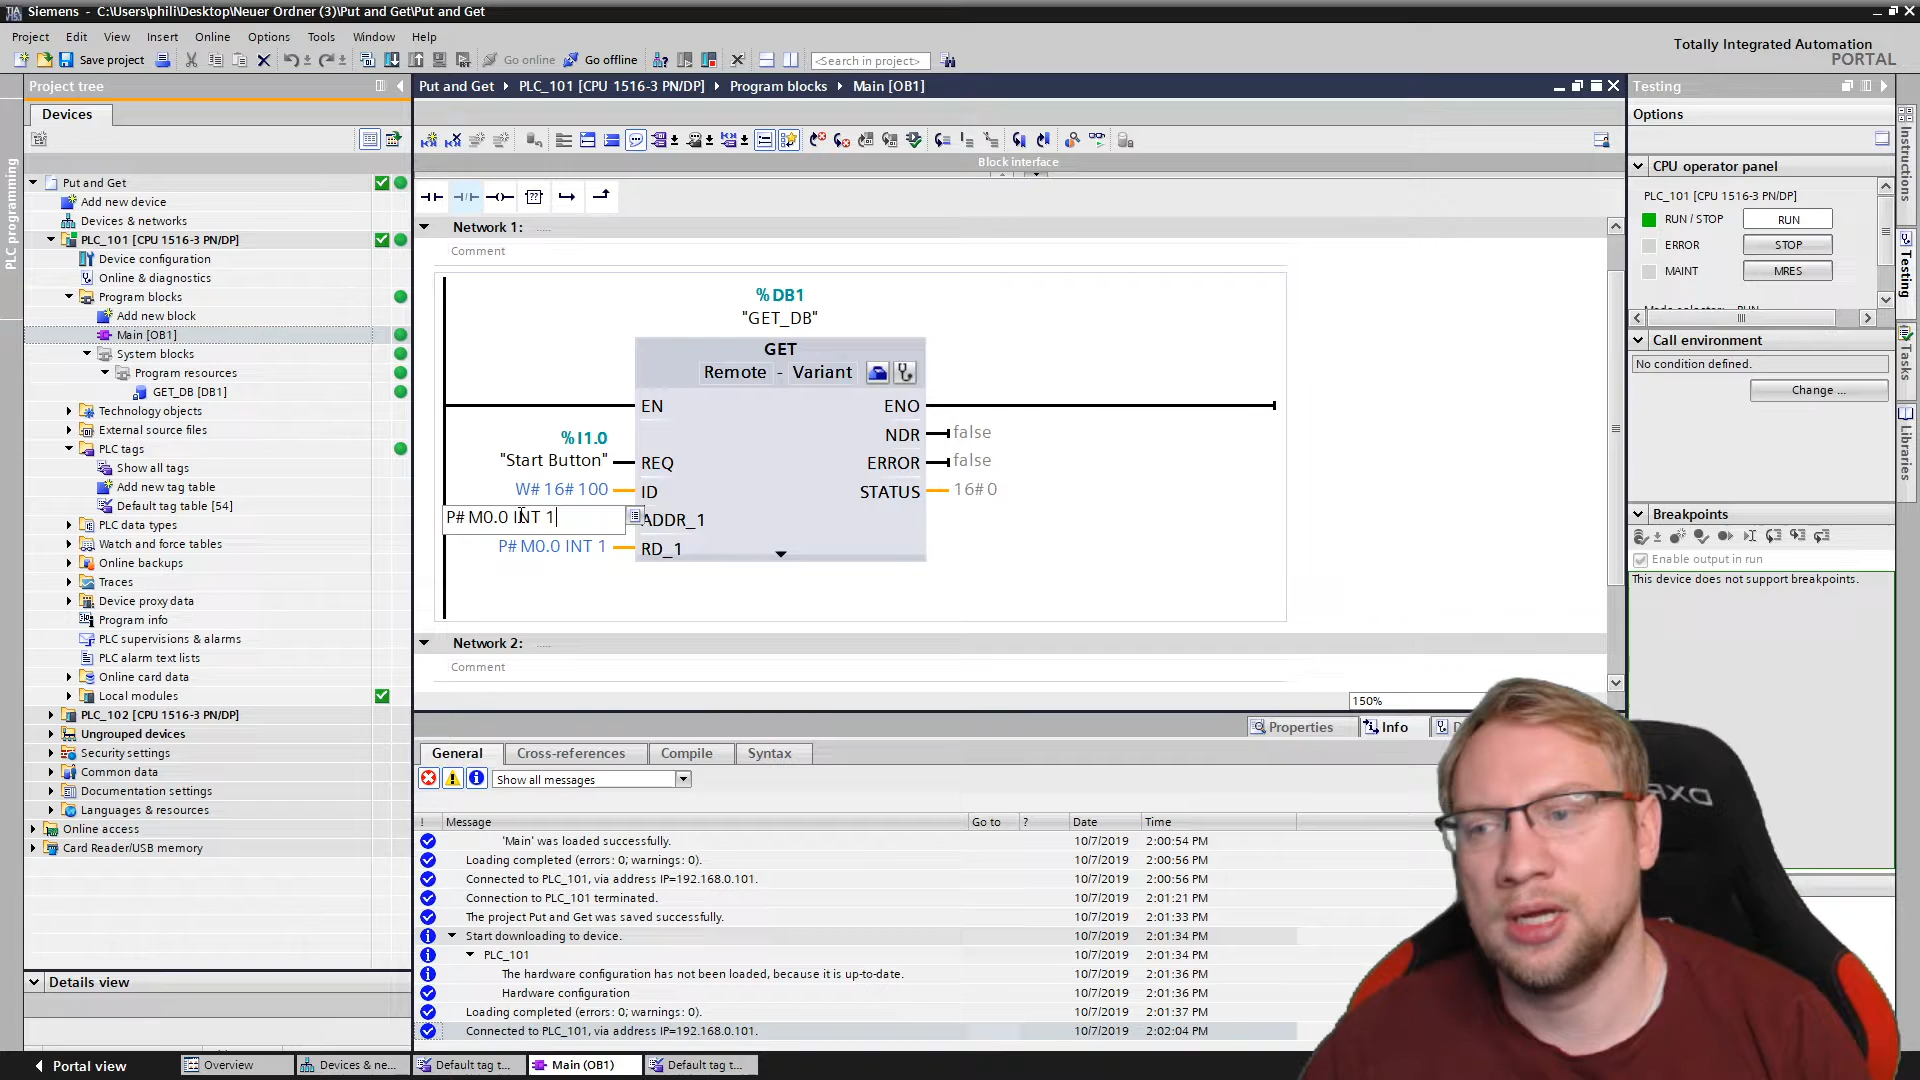 Siemens - C:\Users\phili\Desktop\Neuer Ordner (3)\Put and Get\Put and Get
Project Edit View Insert Online Options Tools Window Help
Totally Integrated Automation
PORTAL
Save project
Go online
Go offline
<Search in project>
Project tree
Devices
PLC programming
Put and Get
Add new device
Devices & networks
PLC_101 [CPU 1516-3 PN/DP]
Device configuration
Online & diagnostics
Program blocks
Add new block
Main [OB1]
System blocks
Program resources
GET_DB [DB1]
Technology objects
External source files
PLC tags
Show all tags
Add new tag table
Default tag table [54]
PLC data types
Watch and force tables
Online backups
Traces
Device proxy data
Program info
PLC supervisions & alarms
PLC alarm text lists
Online card data
Local modules
PLC_102 [CPU 1516-3 PN/DP]
Ungrouped devices
Security settings
Common data
Documentation settings
Languages & resources
Online access
Card Reader/USB memory
Details view
Put and Get PLC_101 [CPU 1516-3 PN/DP] Program blocks Main [OB1]
Block interface
Network 1: .....
Comment
%DB1
"GET_DB"
GET
Remote - Variant
EN ENO
NDR false
%I1.0
"Start Button" REQ ERROR false
W#16#100 ID STATUS 16#0
P#M0.0 INT 1 ADDR_1
P#M0.0 INT 1 RD_1
Network 2: .....
Comment
150%
Properties Info D
General Cross-references Compile Syntax
Show all messages
! Message Go to ? Date Time
'Main' was loaded successfully. 10/7/2019 2:00:54 PM
Loading completed (errors: 0; warnings: 0). 10/7/2019 2:00:56 PM
Connected to PLC_101, via address IP=192.168.0.101. 10/7/2019 2:00:56 PM
Connection to PLC_101 terminated. 10/7/2019 2:01:21 PM
The project Put and Get was saved successfully. 10/7/2019 2:01:33 PM
Start downloading to device. 10/7/2019 2:01:34 PM
PLC_101 10/7/2019 2:01:34 PM
The hardware configuration has not been loaded, because it is up-to-date. 10/7/2019 2:01:36 PM
Hardware configuration 10/7/2019 2:01:36 PM
Loading completed (errors: 0; warnings: 0). 10/7/2019 2:01:37 PM
Connected to PLC_101, via address IP=192.168.0.101. 10/7/2019 2:02:04 PM
Testing
Options
CPU operator panel
PLC_101 [CPU 1516-3 PN/DP]
RUN / STOP RUN
ERROR STOP
MAINT MRES
Call environment
No condition defined.
Change ...
Breakpoints
Enable output in run
This device does not support breakpoints.
Instructions
Testing
Tasks
Libraries
DXR
Portal view
Overview
Devices & ne...
Default tag t...
Main (OB1)
Default tag t...